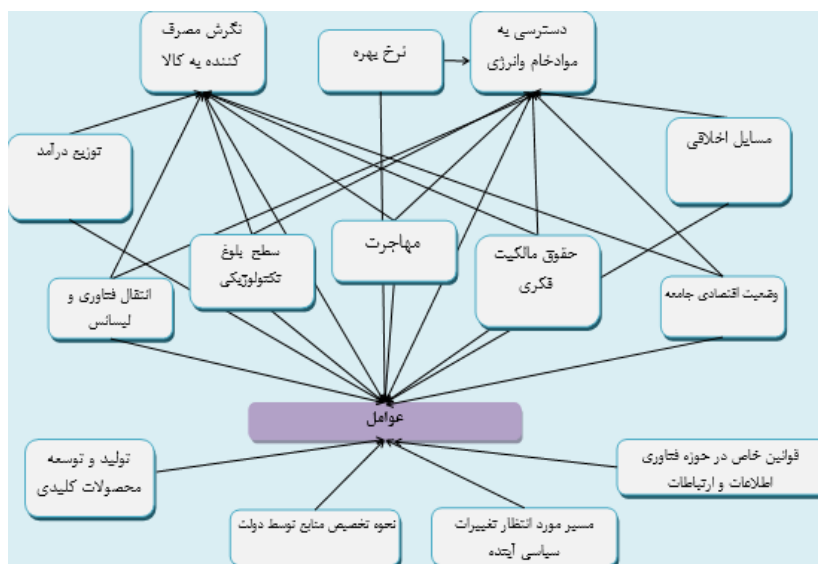 نگرش مصرف
کننده به کالا
نرخ بهره
دسترسی به
موادخام وانرژی
توزیع درآمد
مسایل اخلاقی
سطح بلوغ
تکنولوژیکی
مهاجرت
حقوق مالکیت
فکری
انتقال فتاوری و
لیسانس
وضعیت اقتصادی جامعه
عوامل
تولید و توسعه
محصولات کلیدی
قوانین خاص در حوزه فتاوری
اطلاعات و ارتباطات
نحوه تخصیص منابع توسط دولت
مسیر مورد انتظار تغییرات
سیاسی آینده